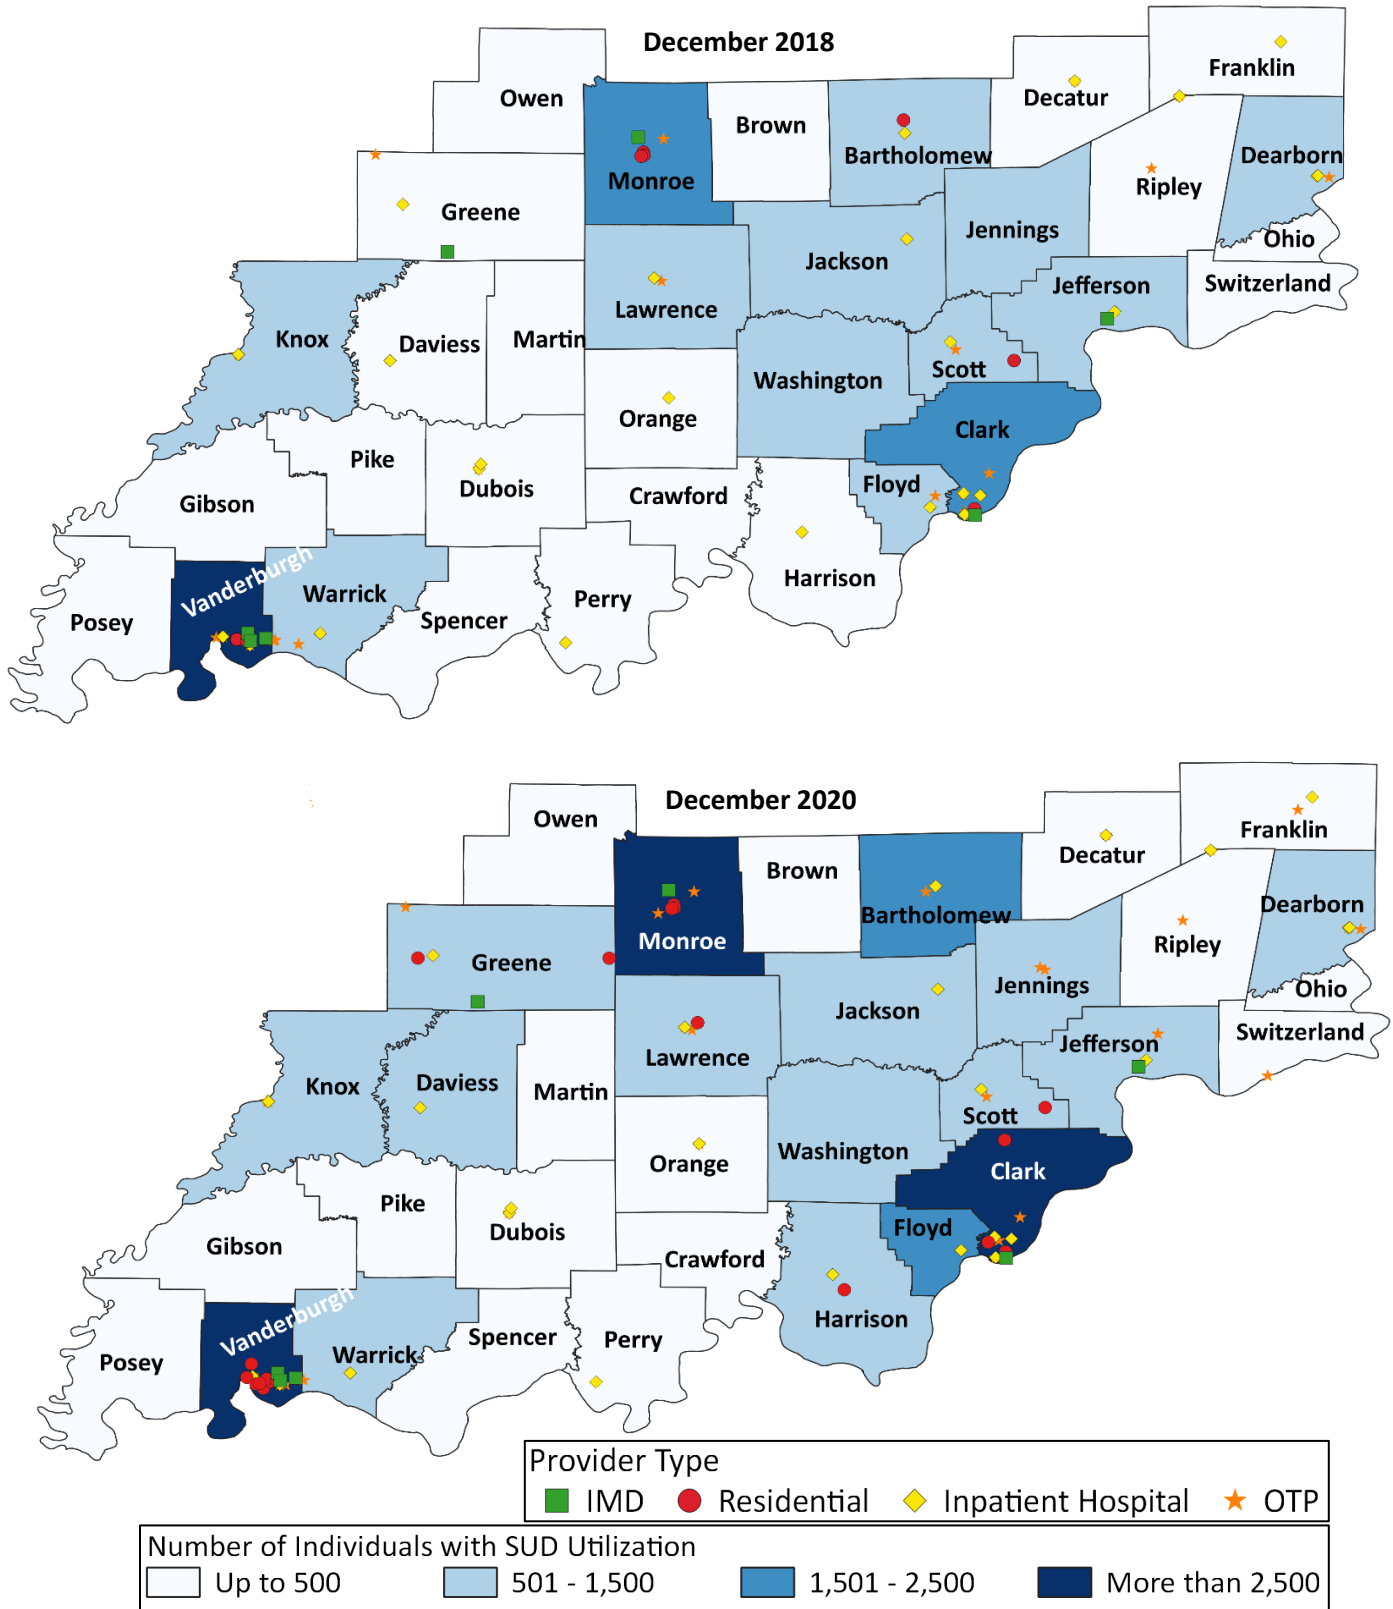 December 2018
Franklin
Owen
Decatur
Brown
Bartholomew
Dearborn
Monroe
Ripley
Greene
Jennings
Ohio
Jackson
Switzerland
Jefferson
Lawrence
Knox
Daviess
Martin
Scott
Washington
Orange
Clark
Pike
Floyd
Dubois
Crawford
Gibson
Vanderburgh
Harrison
Warrick
Perry
Posey
Spencer
December 2020
Owen
Franklin
Decatur
Brown
Dearborn
Bartholomew
Monroe
Ripley
Greene
Jennings
Ohio
Jackson
Switzerland
Jefferson
Lawrence
Knox
Daviess
Martin
Scott
Washington
Orange
Clark
Pike
Floyd
Dubois
Gibson
Crawford
Vanderburgh
Harrison
Spencer
Perry
Warrick
Posey
Provider Type
IMD Residential Inpatient Hospital OTP
Number of Individuals with SUD Utilization
Up to 500 501 - 1,500 1,501 - 2,500 More than 2,500